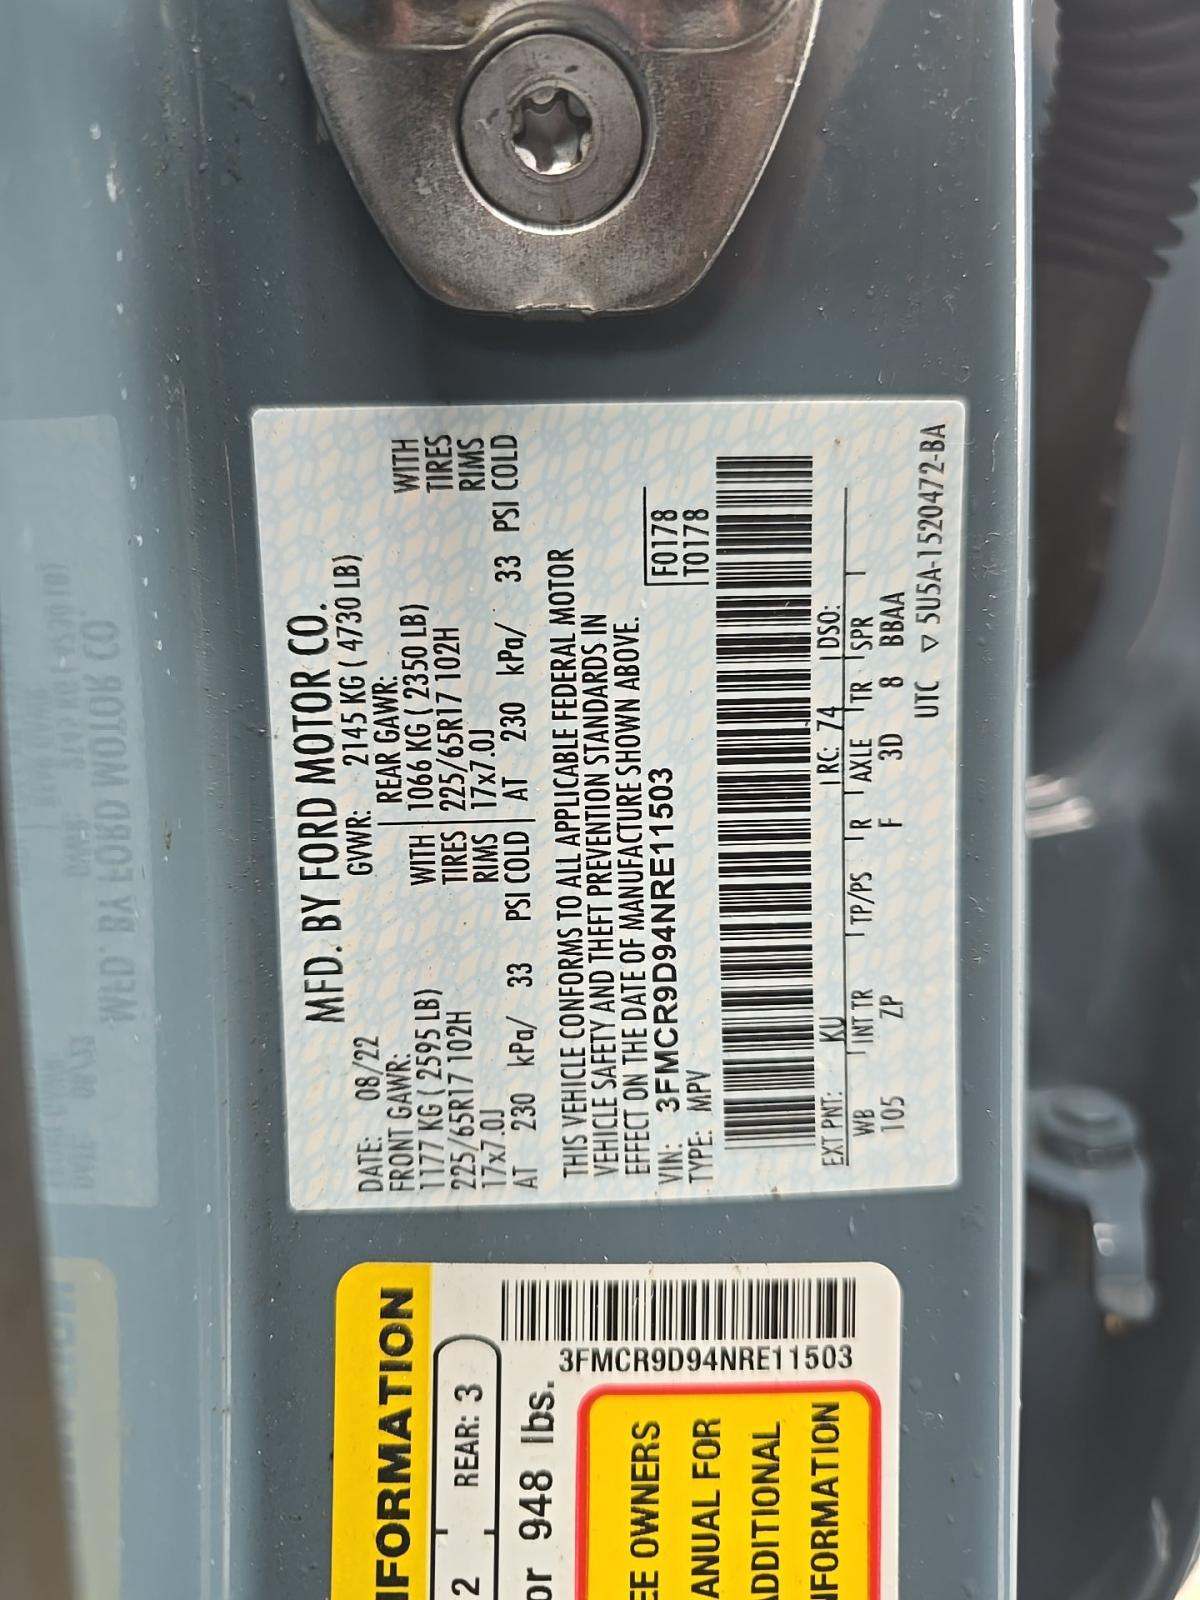 MFD. BY FORD MOTOR CO.
DATE: 08/22 GVWR: 2145 KG ( 4730 LB)
FRONT GAWR: REAR GAWR:
1177 KG ( 2595 LB) WITH 1066 KG ( 2350 LB) WITH
225/65R17 102H TIRES 225/65R17 102H TIRES
17x7.0J RIMS 17x7.0J RIMS
AT 230 kPa/ 33 PSI COLD AT 230 kPa/ 33 PSI COLD
THIS VEHICLE CONFORMS TO ALL APPLICABLE FEDERAL MOTOR
VEHICLE SAFETY AND THEFT PREVENTION STANDARDS IN
EFFECT ON THE DATE OF MANUFACTURE SHOWN ABOVE.
VIN: 3FMCR9D94NRE11503 F0178
TYPE: MPV T0178
EXT PNT: KU RC: 74 DSO:
WB INT TR TP/PS R AXLE TR SPR
105 ZP F 3D 8 BBAA
UTC ▽ 5U5A-1520472-BA
NFORMATION
2 REAR: 3
or 948 lbs.
3FMCR9D94NRE11503
EE OWNERS
ANUAL FOR
ADDITIONAL
NFORMATION